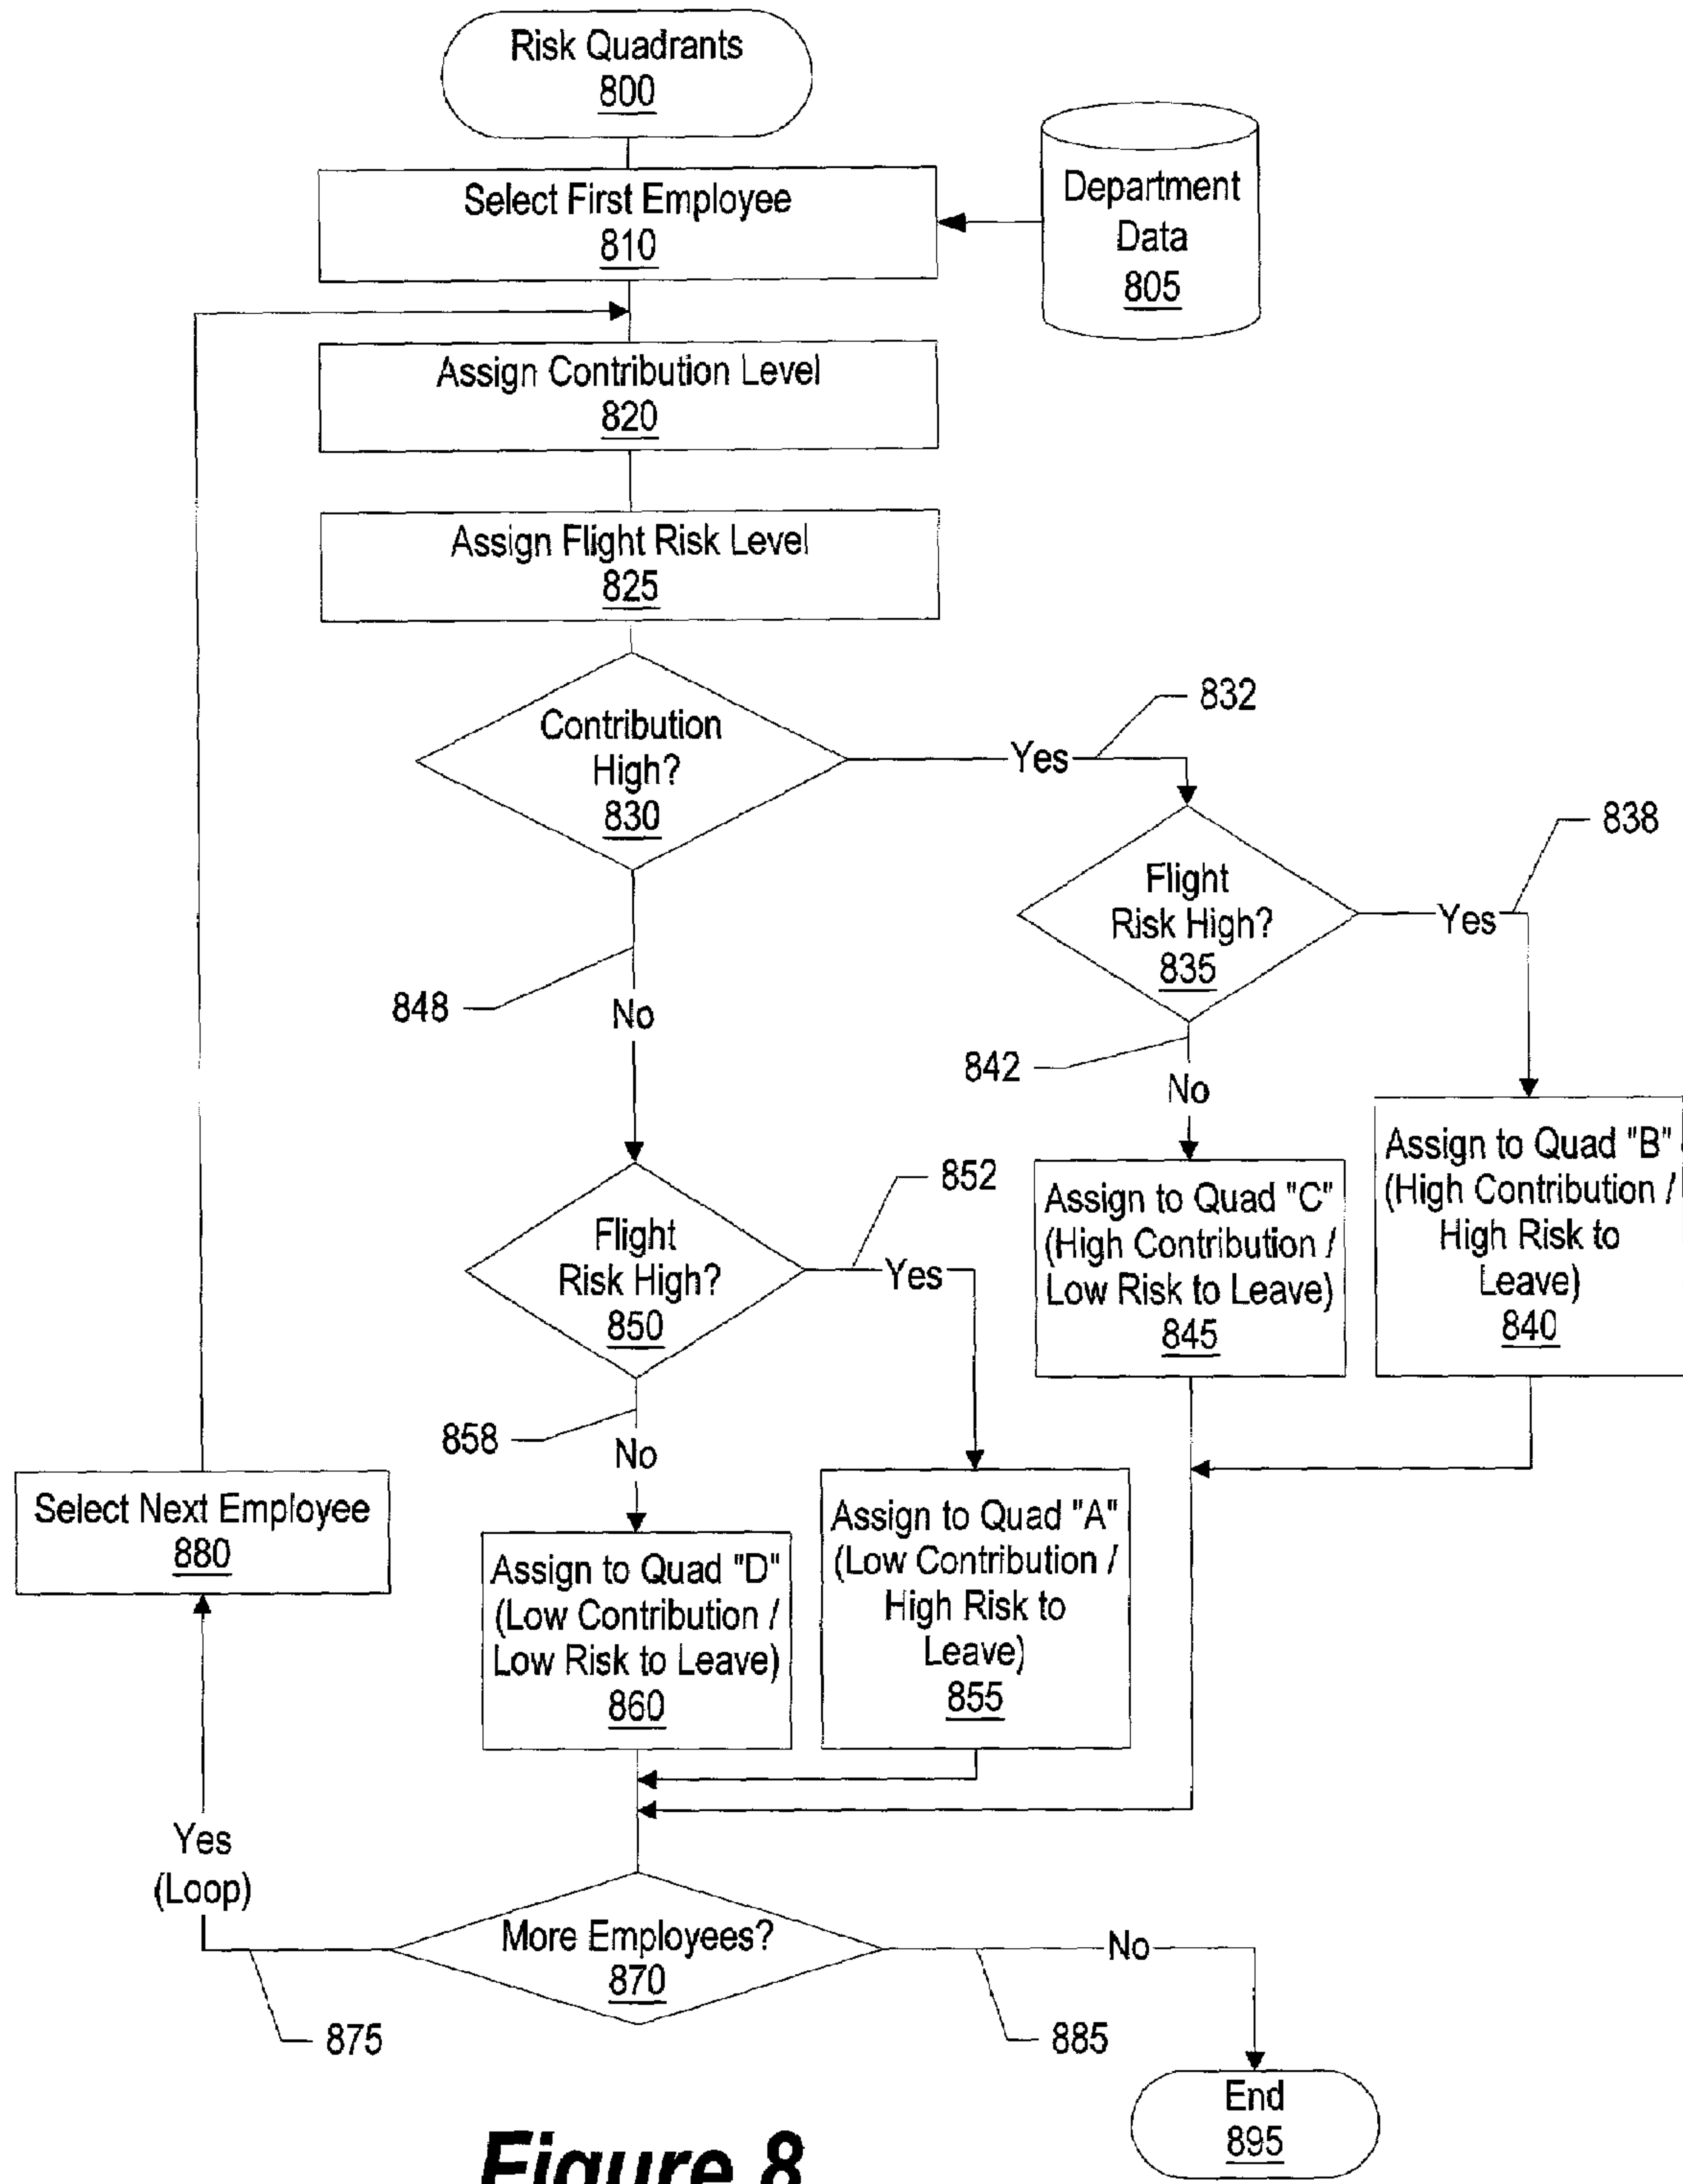 Risk Quadrants
800
Department
Data
805
Select First Employee
810
Assign Contribution Level
820
Assign Flight Risk Level
825
Contribution
High?
830
Yes
832
Flight
Risk High?
835
Yes
838
848
No
842
No
Assign to Quad "B"
(High Contribution /
High Risk to
Leave)
840
Assign to Quad "C"
(High Contribution /
Low Risk to Leave)
845
Flight
Risk High?
850
852
Yes
858
No
Select Next Employee
880
Assign to Quad "D"
(Low Contribution /
Low Risk to Leave)
860
Assign to Quad "A"
(Low Contribution /
High Risk to
Leave)
855
Yes
(Loop)
More Employees?
870
No
875
885
End
895
Figure 8